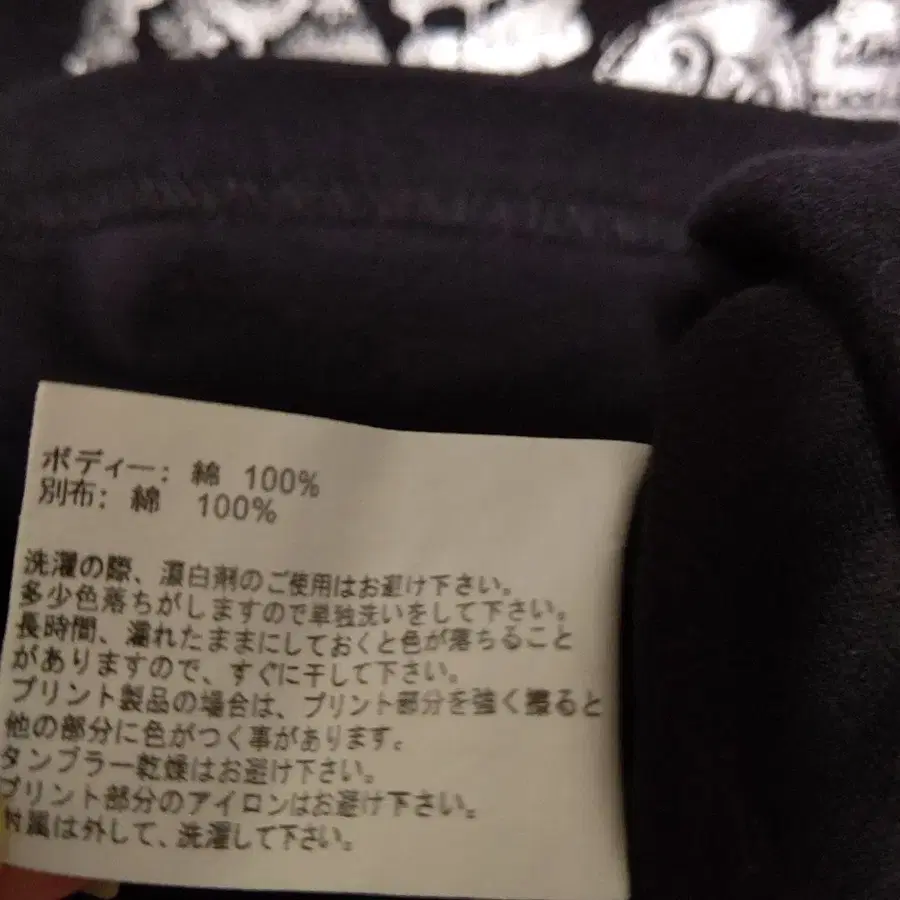 ボディー: 綿 100%
別布: 綿 100%
洗濯の際、漂白剤のご使用はお避け下さい。
多少色落ちがしますので単独洗いをして下さい。
長時間、濡れたままにしておくと色が落ちること
がありますので、すぐに干して下さい。
プリント製品の場合は、プリント部分を強く擦ると
他の部分に色がつく事があります。
タンブラー乾燥はお避け下さい。
プリント部分のアイロンはお避け下さい。
付属は外して、洗濯して下さい。